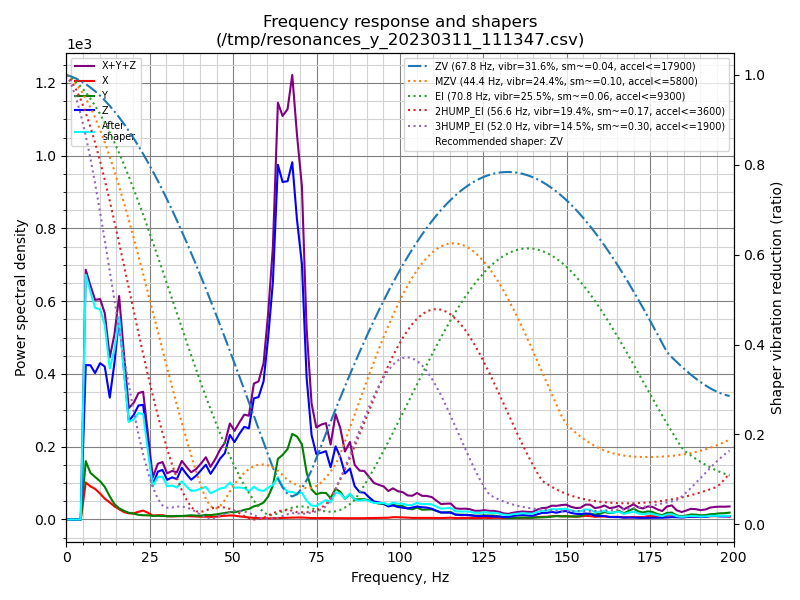 Frequency response and shapers
(/tmp/resonances_y_20230311_111347.csv)
1e3
X+Y+Z
X
Y
Z
After
shaper
ZV (67.8 Hz, vibr=31.6%, sm~=0.04, accel<=17900)
MZV (44.4 Hz, vibr=24.4%, sm~=0.10, accel<=5800)
EI (70.8 Hz, vibr=25.5%, sm~=0.06, accel<=9300)
2HUMP_EI (56.6 Hz, vibr=19.4%, sm~=0.17, accel<=3600)
3HUMP_EI (52.0 Hz, vibr=14.5%, sm~=0.30, accel<=1900)
Recommended shaper: ZV
Power spectral density
1.2
1.0
0.8
0.6
0.4
0.2
0.0
1.0
0.8
0.6
0.4
0.2
0.0
Shaper vibration reduction (ratio)
0 25 50 75 100 125 150 175 200
Frequency, Hz